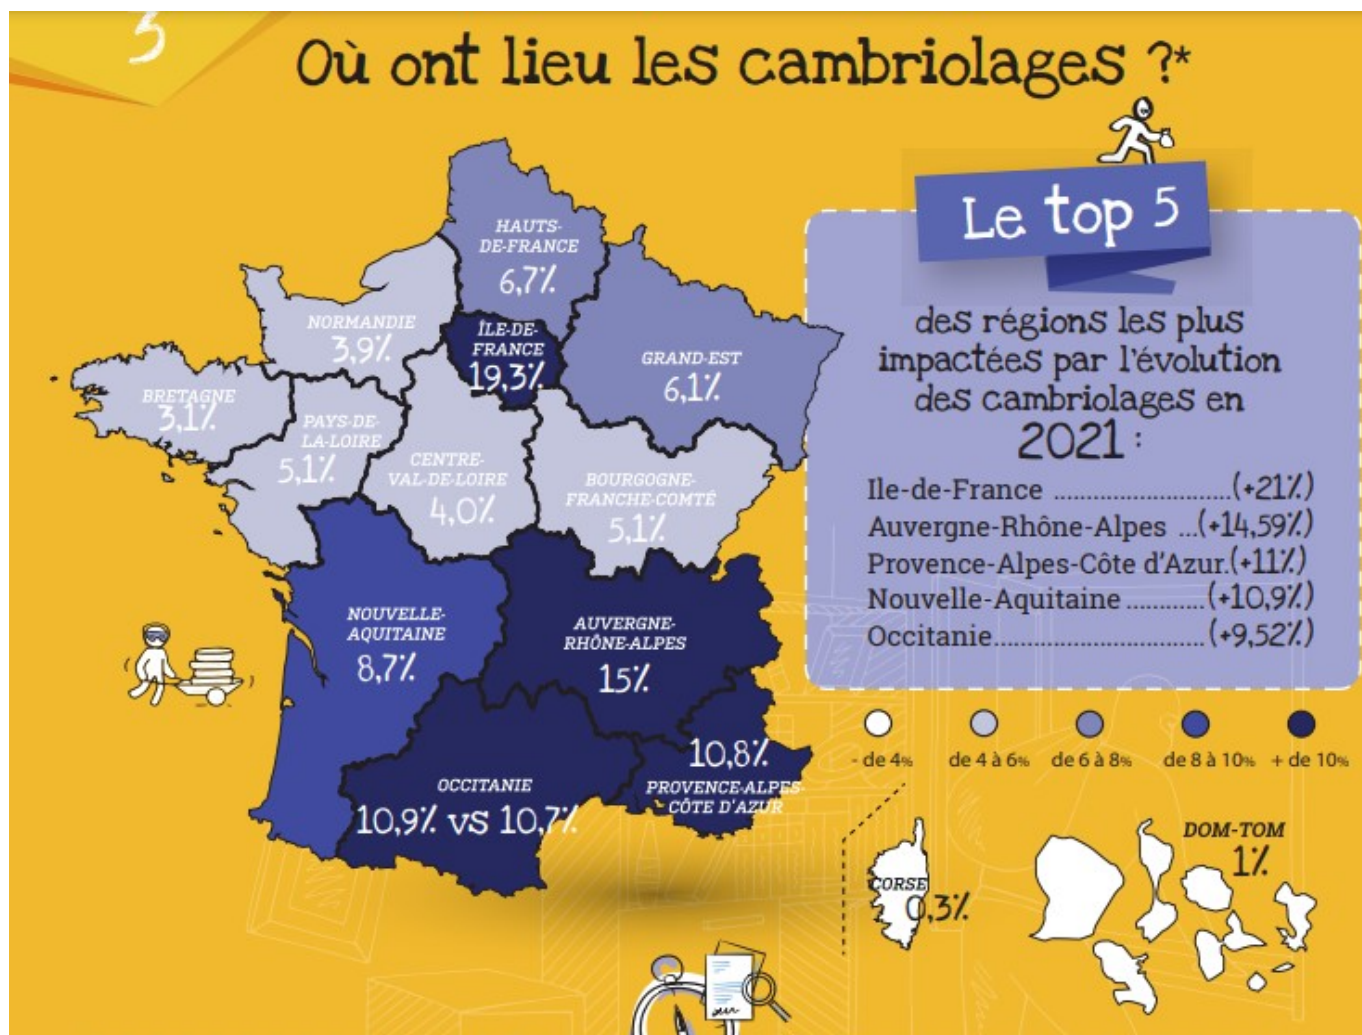 3
Où ont lieu les cambriolages ?*
Le top 5
des régions les plus
impactées par l'évolution
des cambriolages en
2021 :
Ile-de-France ............................(+21%)
Auvergne-Rhône-Alpes ...(+14,59%)
Provence-Alpes-Côte d'Azur.(+11%)
Nouvelle-Aquitaine ............(+10,9%)
Occitanie................................(+9,52%)
- de 4%
de 4 à 6%
de 6 à 8%
de 8 à 10%
+ de 10%
HAUTS-
DE-FRANCE
6,7%
NORMANDIE
3,9%
ÎLE-DE-
FRANCE
19,3%
GRAND-EST
6,1%
BRETAGNE
3,1%
PAYS-DE-
LA-LOIRE
5,1%
CENTRE-
VAL-DE-LOIRE
4,0%
BOURGOGNE-
FRANCHE-COMTÉ
5,1%
NOUVELLE-
AQUITAINE
8,7%
AUVERGNE-
RHÔNE-ALPES
15%
OCCITANIE
10,9% vs 10,7%
10,8%
PROVENCE-ALPES-
CÔTE D'AZUR
CORSE
0,3%
DOM-TOM
1%